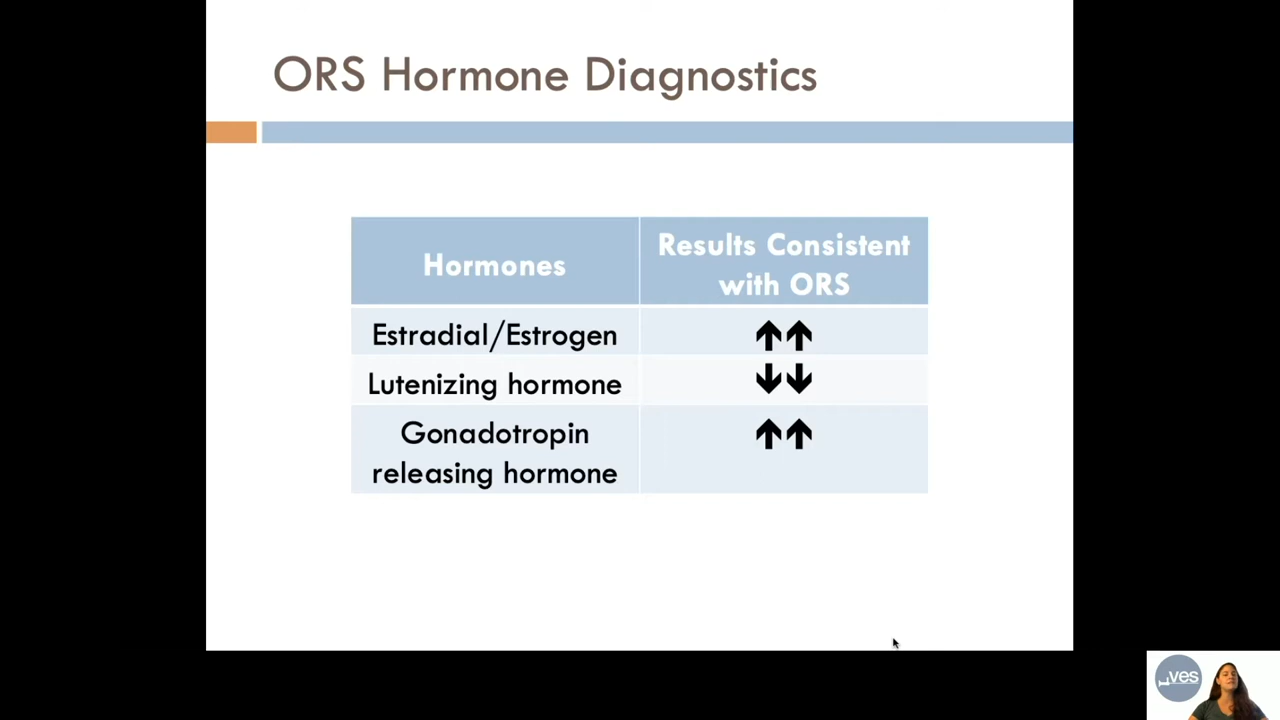 ORS Hormone Diagnostics
Hormones
Results Consistent
with ORS
Estradial/Estrogen
↑↑
Lutenizing hormone
↓↓
Gonadotropin
releasing hormone
↑↑
ves